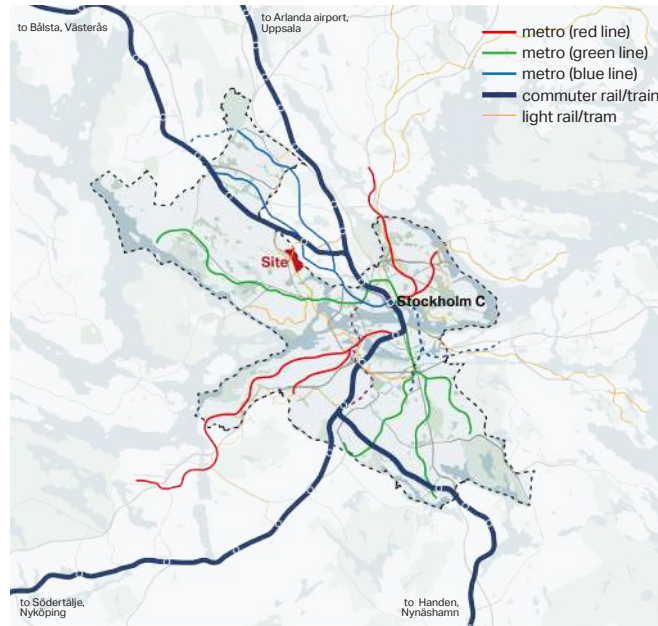 to Arlanda airport,
Uppsala
to Bålsta, Västerås
metro (red line)
metro (green line)
metro (blue line)
commuter rail/train
light rail/tram
Site
Stockholm C
to Södertälje,
Nyköping
to Handen,
Nynäshamn